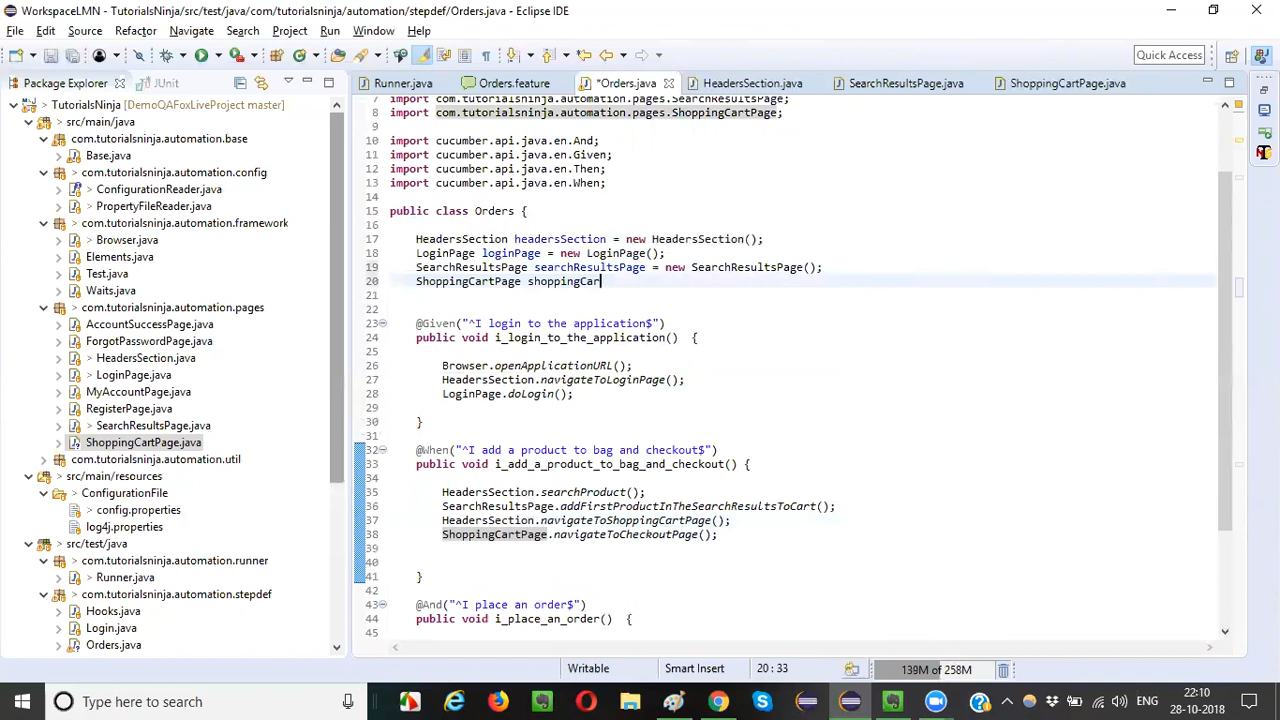 WorkspaceLMN - TutorialsNinja/src/test/java/com/tutorialsninja/automation/stepdef/Orders.java - Eclipse IDE
File Edit Source Refactor Navigate Search Project Run Window Help
Quick Access
Package Explorer JUnit
Runner.java Orders.feature *Orders.java HeadersSection.java SearchResultsPage.java ShoppingCartPage.java
TutorialsNinja [DemoQAFoxLiveProject master]
src/main/java
com.tutorialsninja.automation.base
> Base.java
com.tutorialsninja.automation.config
> ConfigurationReader.java
> PropertyFileReader.java
com.tutorialsninja.automation.framework
> Browser.java
Elements.java
> Test.java
Waits.java
com.tutorialsninja.automation.pages
AccountSuccessPage.java
ForgotPasswordPage.java
> HeadersSection.java
> LoginPage.java
MyAccountPage.java
RegisterPage.java
> SearchResultsPage.java
ShoppingCartPage.java
com.tutorialsninja.automation.util
src/main/resources
ConfigurationFile
> config.properties
log4j.properties
src/test/java
com.tutorialsninja.automation.runner
> Runner.java
com.tutorialsninja.automation.stepdef
Hooks.java
Login.java
Orders.java
7 import com.tutorialsninja.automation.pages.SearchResultsPage;
8 import com.tutorialsninja.automation.pages.ShoppingCartPage;
9
10 import cucumber.api.java.en.And;
11 import cucumber.api.java.en.Given;
12 import cucumber.api.java.en.Then;
13 import cucumber.api.java.en.When;
14
15 public class Orders {
16
17 HeadersSection headersSection = new HeadersSection();
18 LoginPage loginPage = new LoginPage();
19 SearchResultsPage searchResultsPage = new SearchResultsPage();
20 ShoppingCartPage shoppingCar
21
22
23 @Given("^I login to the application$")
24 public void i_login_to_the_application() {
25
26 Browser.openApplicationURL();
27 HeadersSection.navigateToLoginPage();
28 LoginPage.doLogin();
29
30 }
31
32 @When("^I add a product to bag and checkout$")
33 public void i_add_a_product_to_bag_and_checkout() {
34
35 HeadersSection.searchProduct();
36 SearchResultsPage.addFirstProductInTheSearchResultsToCart();
37 HeadersSection.navigateToShoppingCartPage();
38 ShoppingCartPage.navigateToCheckoutPage();
39
40
41 }
42
43 @And("^I place an order$")
44 public void i_place_an_order() {
45
Writable Smart Insert 20 : 33 139M of 258M
Type here to search
ENG
22:10
28-10-2018